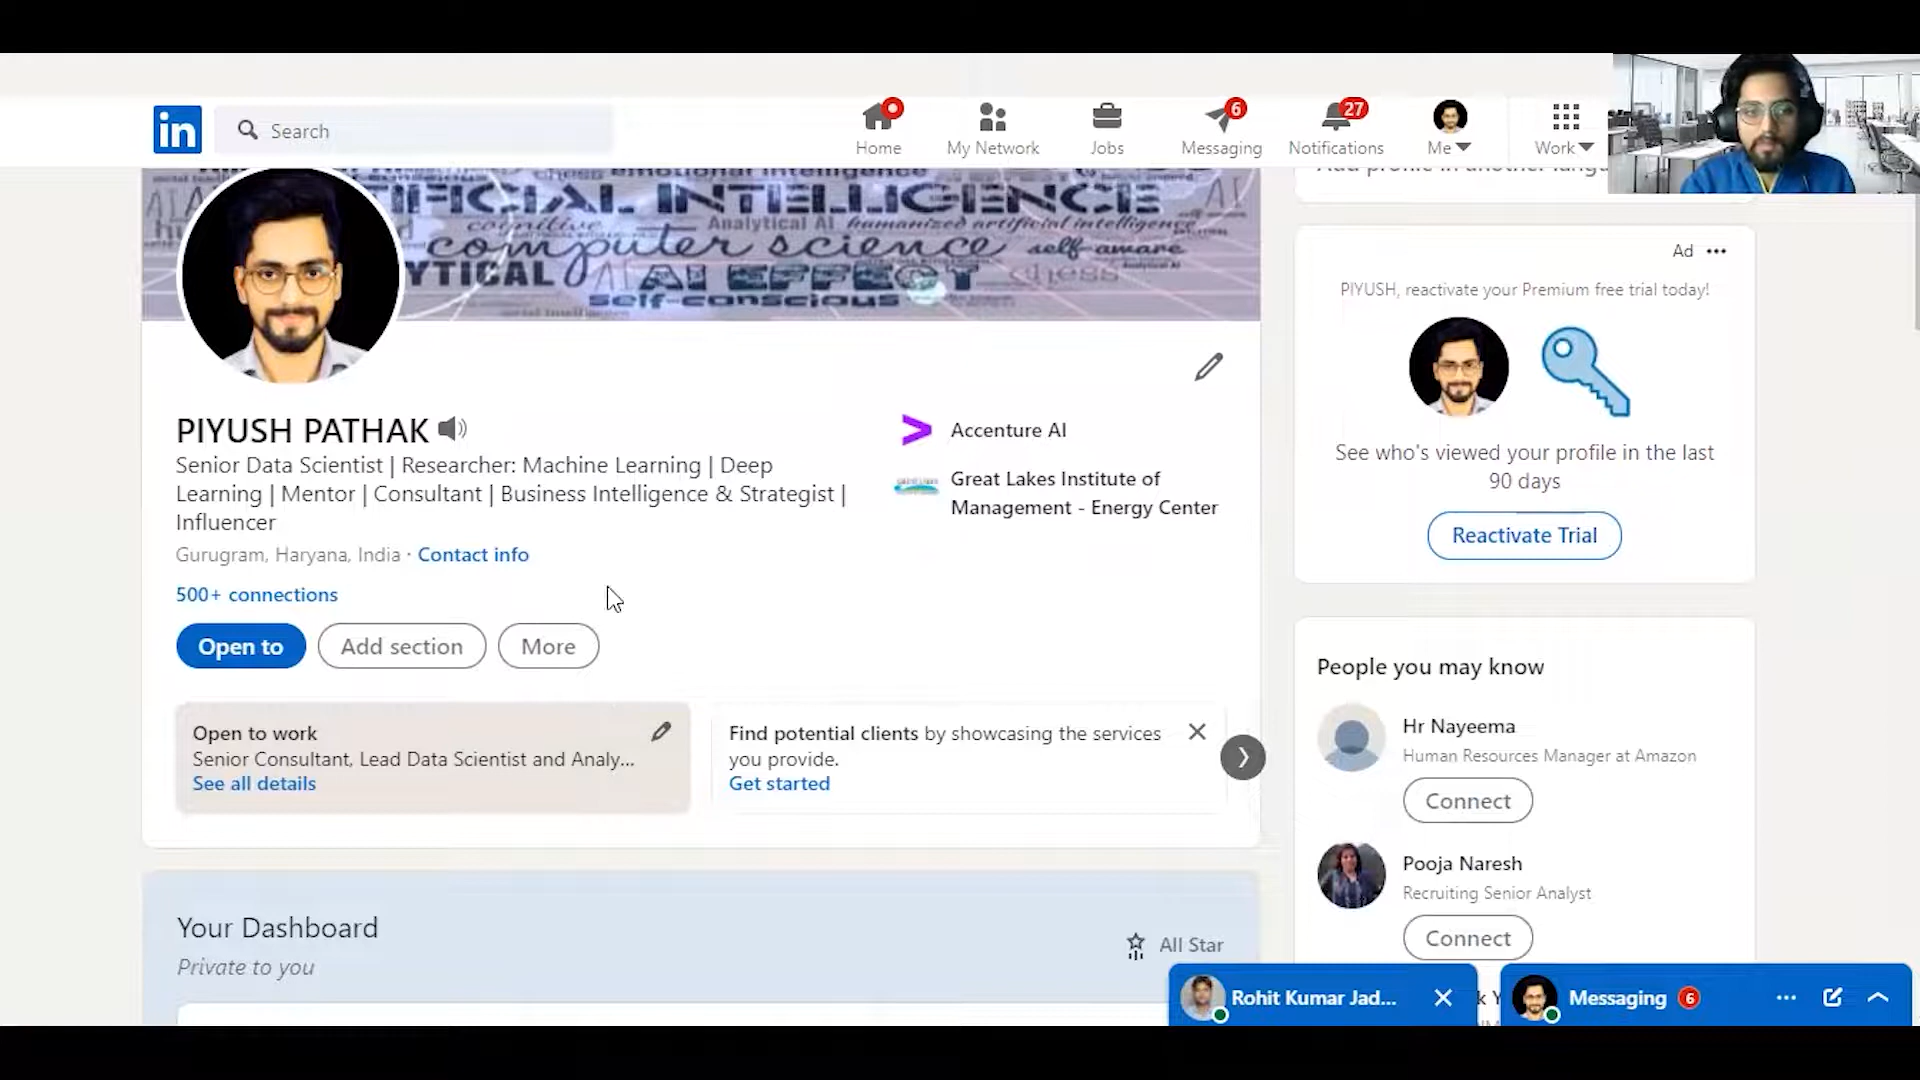 in
Search
Home
My Network
Jobs
6
Messaging
27
Notifications
Me
Work
emotional intelligence
TIFICIAL INTELLIGENCE
cognitive Analytical AI humanized artificial intelligence
computer science self-aware
YTICAL AI EFFECT chess
self-conscious
Ad
PIYUSH, reactivate your Premium free trial today!
See who's viewed your profile in the last
90 days
Reactivate Trial
PIYUSH PATHAK
Senior Data Scientist | Researcher: Machine Learning | Deep
Learning | Mentor | Consultant | Business Intelligence & Strategist |
Influencer
Gurugram, Haryana, India · Contact info
500+ connections
Accenture AI
Great Lakes Institute of
Management - Energy Center
Open to
Add section
More
Open to work
Senior Consultant, Lead Data Scientist and Analy...
See all details
Find potential clients by showcasing the services
you provide.
Get started
People you may know
Hr Nayeema
Human Resources Manager at Amazon
Connect
Pooja Naresh
Recruiting Senior Analyst
Connect
Your Dashboard
Private to you
All Star
Rohit Kumar Jad...
Messaging 6